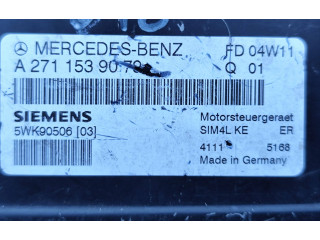 MERCEDES-BENZ FD 04W11
A 271 153 90 79 Q 01
SIEMENS Motorsteuergeraet
5WK90506 [03] SIM4L KE ER
4111 5168
Made in Germany